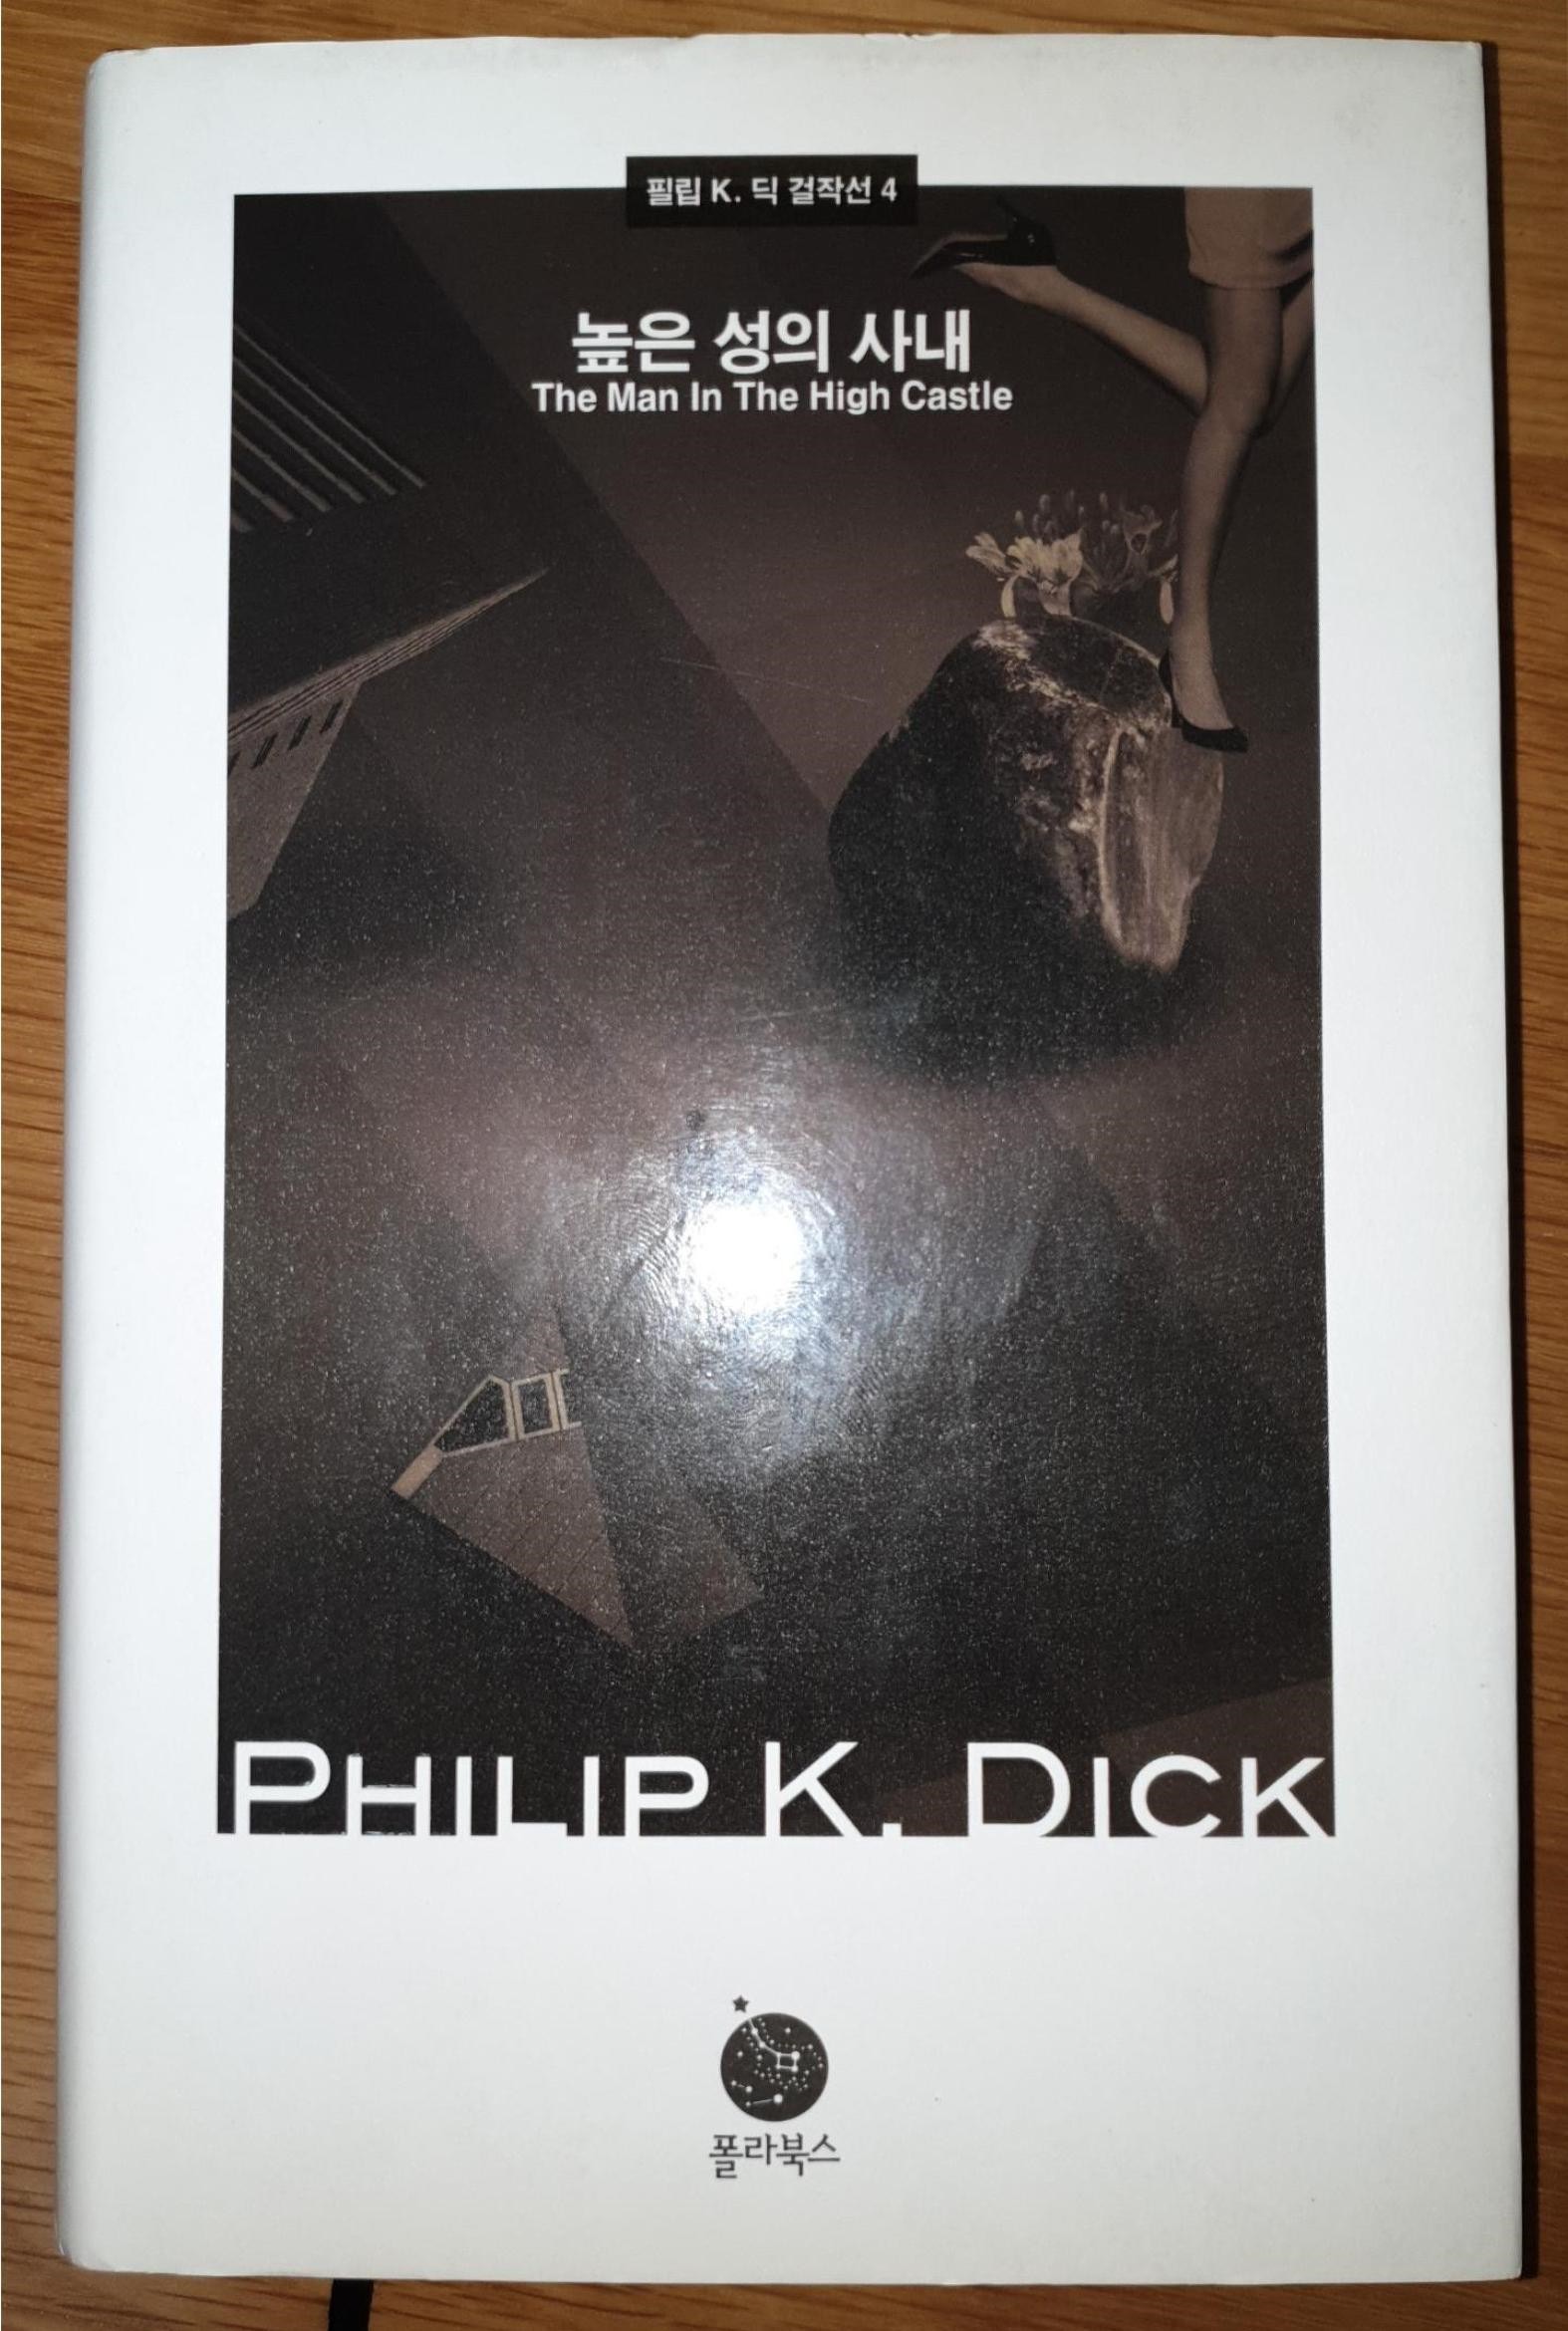 필립 K. 딕 걸작선 4
높은 성의 사내
The Man In The High Castle
PHILIP K. DICK
폴라북스